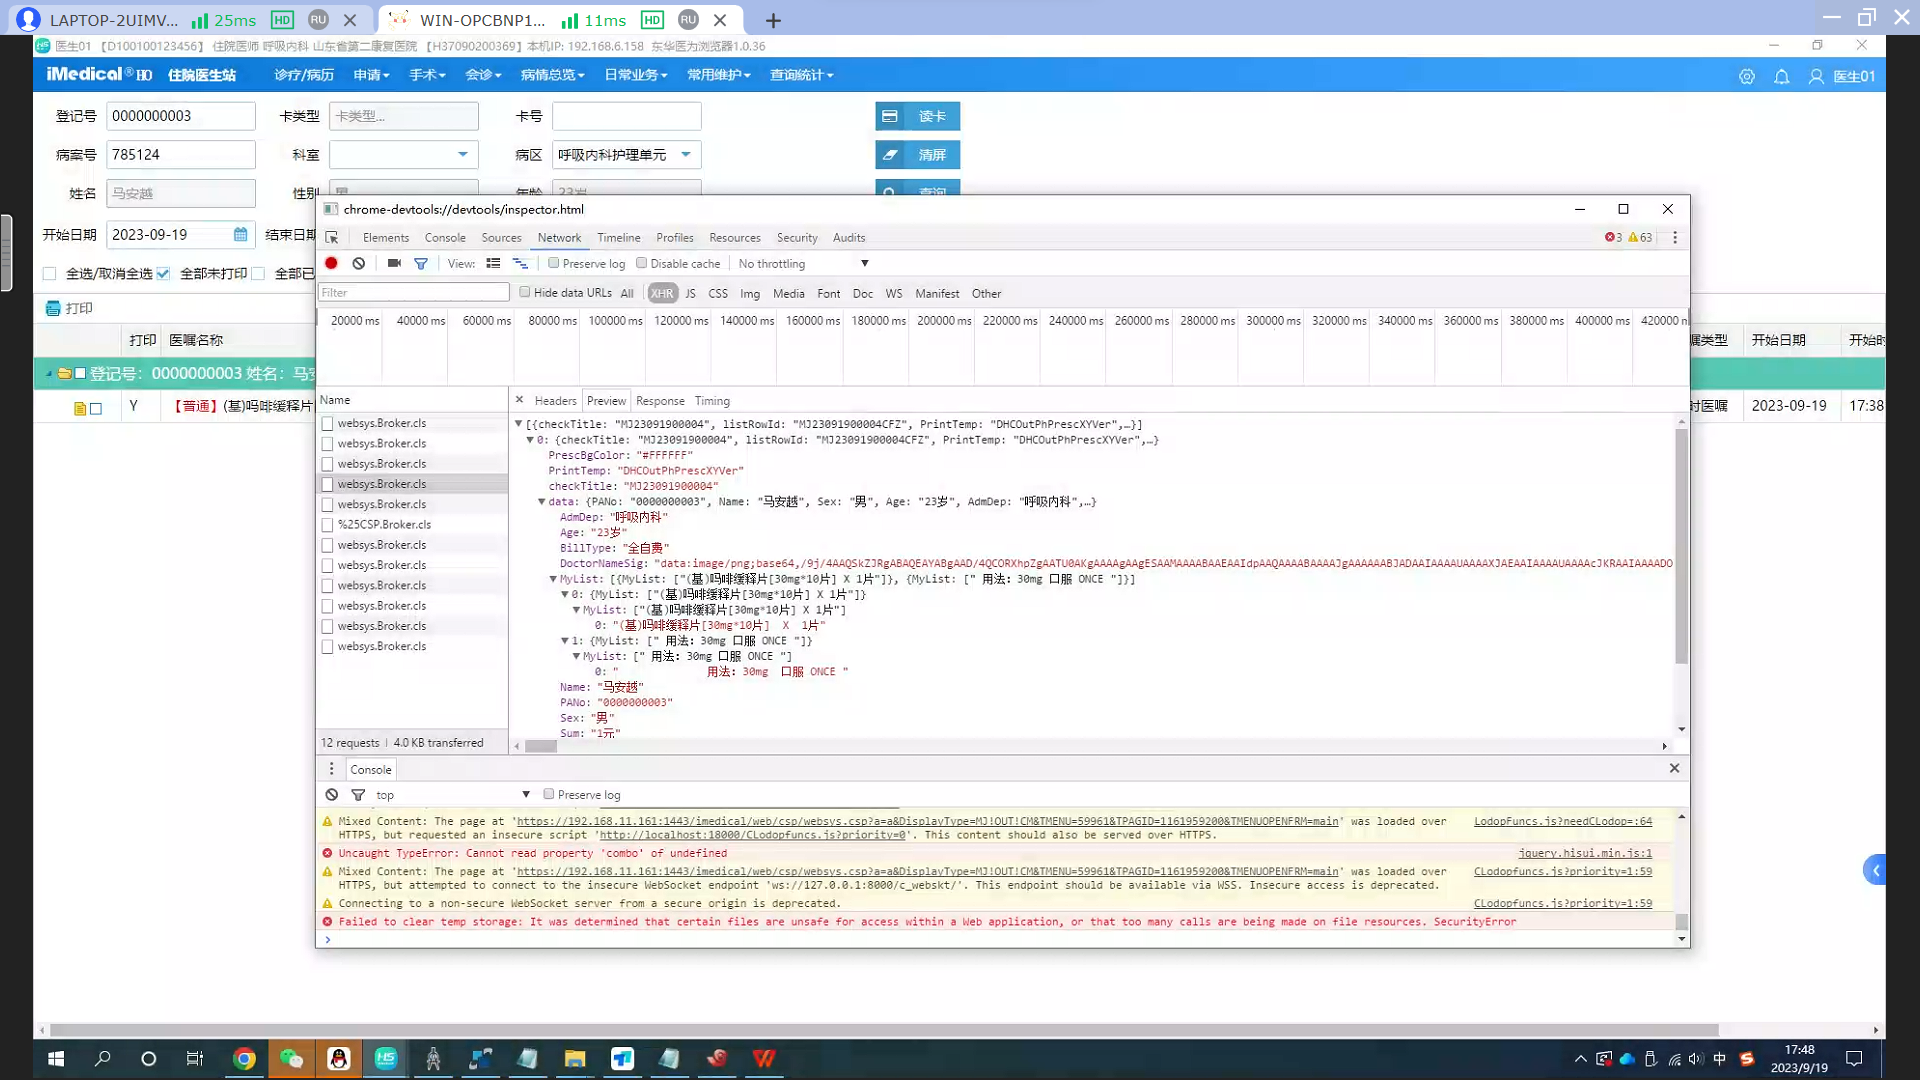 LAPTOP-2UIMV... 25ms HD RU
WIN-OPCBNP1... 11ms HD RU
医生01 【D100100123456】 住院医师 呼吸内科 山东省第二康复医院 【H37090200369】本机IP: 192.168.6.158 东华医为浏览器1.0.36
iMedical® 住院医生站 诊疗/病历 申请 手术 会诊 病情总览 日常业务 常用维护 查询统计 医生01
登记号 0000000003 卡类型 卡类型... 卡号 读卡
病案号 785124 科室 病区 呼吸内科护理单元 清屏
姓名 马安越 性别 男 年龄 23岁 查询
开始日期 2023-09-19 结束日期
全选/取消全选 全部未打印 全部已
打印
打印 医嘱名称 嘱类型 开始日期 开始时
登记号: 0000000003 姓名: 马安
Y 【普通】(基)吗啡缓释片 时医嘱 2023-09-19 17:38
chrome-devtools://devtools/inspector.html
Elements Console Sources Network Timeline Profiles Resources Security Audits 3 63
View: Preserve log Disable cache No throttling
Filter Hide data URLs All XHR JS CSS Img Media Font Doc WS Manifest Other
20000 ms 40000 ms 60000 ms 80000 ms 100000 ms 120000 ms 140000 ms 160000 ms 180000 ms 200000 ms 220000 ms 240000 ms 260000 ms 280000 ms 300000 ms 320000 ms 340000 ms 360000 ms 380000 ms 400000 ms 420000 m
Name
websys.Broker.cls
websys.Broker.cls
websys.Broker.cls
websys.Broker.cls
websys.Broker.cls
%25CSP.Broker.cls
websys.Broker.cls
websys.Broker.cls
websys.Broker.cls
websys.Broker.cls
websys.Broker.cls
websys.Broker.cls
12 requests | 4.0 KB transferred
Headers Preview Response Timing
[{checkTitle: "MJ23091900004", listRowId: "MJ23091900004CFZ", PrintTemp: "DHCOutPhPrescXYVer",…}]
0: {checkTitle: "MJ23091900004", listRowId: "MJ23091900004CFZ", PrintTemp: "DHCOutPhPrescXYVer",…}
PrescBgColor: "#FFFFFF"
PrintTemp: "DHCOutPhPrescXYVer"
checkTitle: "MJ23091900004"
data: {PANo: "0000000003", Name: "马安越", Sex: "男", Age: "23岁", AdmDep: "呼吸内科",…}
AdmDep: "呼吸内科"
Age: "23岁"
BillType: "全自费"
DoctorNameSig: "data:image/png;base64,/9j/4AAQSkZJRgABAQEAYABgAAD/4QCORXhpZgAATU0AKgAAAAgAAgESAAMAAAABAAEAAIdpAAQAAAABAAAAJgAAAAAABJADAAIAAAAUAAAAXJAEAAIAAAAUAAAAcJKRAAIAAAADO
MyList: [{MyList: ["(基)吗啡缓释片[30mg*10片] X 1片"]}, {MyList: [" 用法: 30mg 口服 ONCE "]}]
0: {MyList: ["(基)吗啡缓释片[30mg*10片] X 1片"]}
MyList: ["(基)吗啡缓释片[30mg*10片] X 1片"]
0: "(基)吗啡缓释片[30mg*10片] X 1片"
1: {MyList: [" 用法: 30mg 口服 ONCE "]}
MyList: [" 用法: 30mg 口服 ONCE "]
0: " 用法: 30mg 口服 ONCE "
Name: "马安越"
PANo: "0000000003"
Sex: "男"
Sum: "1元"
Console
top Preserve log
Mixed Content: The page at 'https://192.168.11.161:1443/imedical/web/csp/websys.csp?a=a&DisplayType=MJ!OUT!CM&TMENU=59961&TPAGID=1161959200&TMENUOPENFRM=main' was loaded over LodopFuncs.js?needCLodop=:64
HTTPS, but requested an insecure script 'http://localhost:18000/CLodopfuncs.js?priority=0'. This content should also be served over HTTPS.
Uncaught TypeError: Cannot read property 'combo' of undefined jquery.hisui.min.js:1
Mixed Content: The page at 'https://192.168.11.161:1443/imedical/web/csp/websys.csp?a=a&DisplayType=MJ!OUT!CM&TMENU=59961&TPAGID=1161959200&TMENUOPENFRM=main' was loaded over CLodopfuncs.js?priority=1:59
HTTPS, but attempted to connect to the insecure WebSocket endpoint 'ws://127.0.0.1:8000/c_webskt/'. This endpoint should be available via WSS. Insecure access is deprecated.
Connecting to a non-secure WebSocket server from a secure origin is deprecated. CLodopfuncs.js?priority=1:59
Failed to clear temp storage: It was determined that certain files are unsafe for access within a Web application, or that too many calls are being made on file resources. SecurityError
中 17:48
2023/9/19